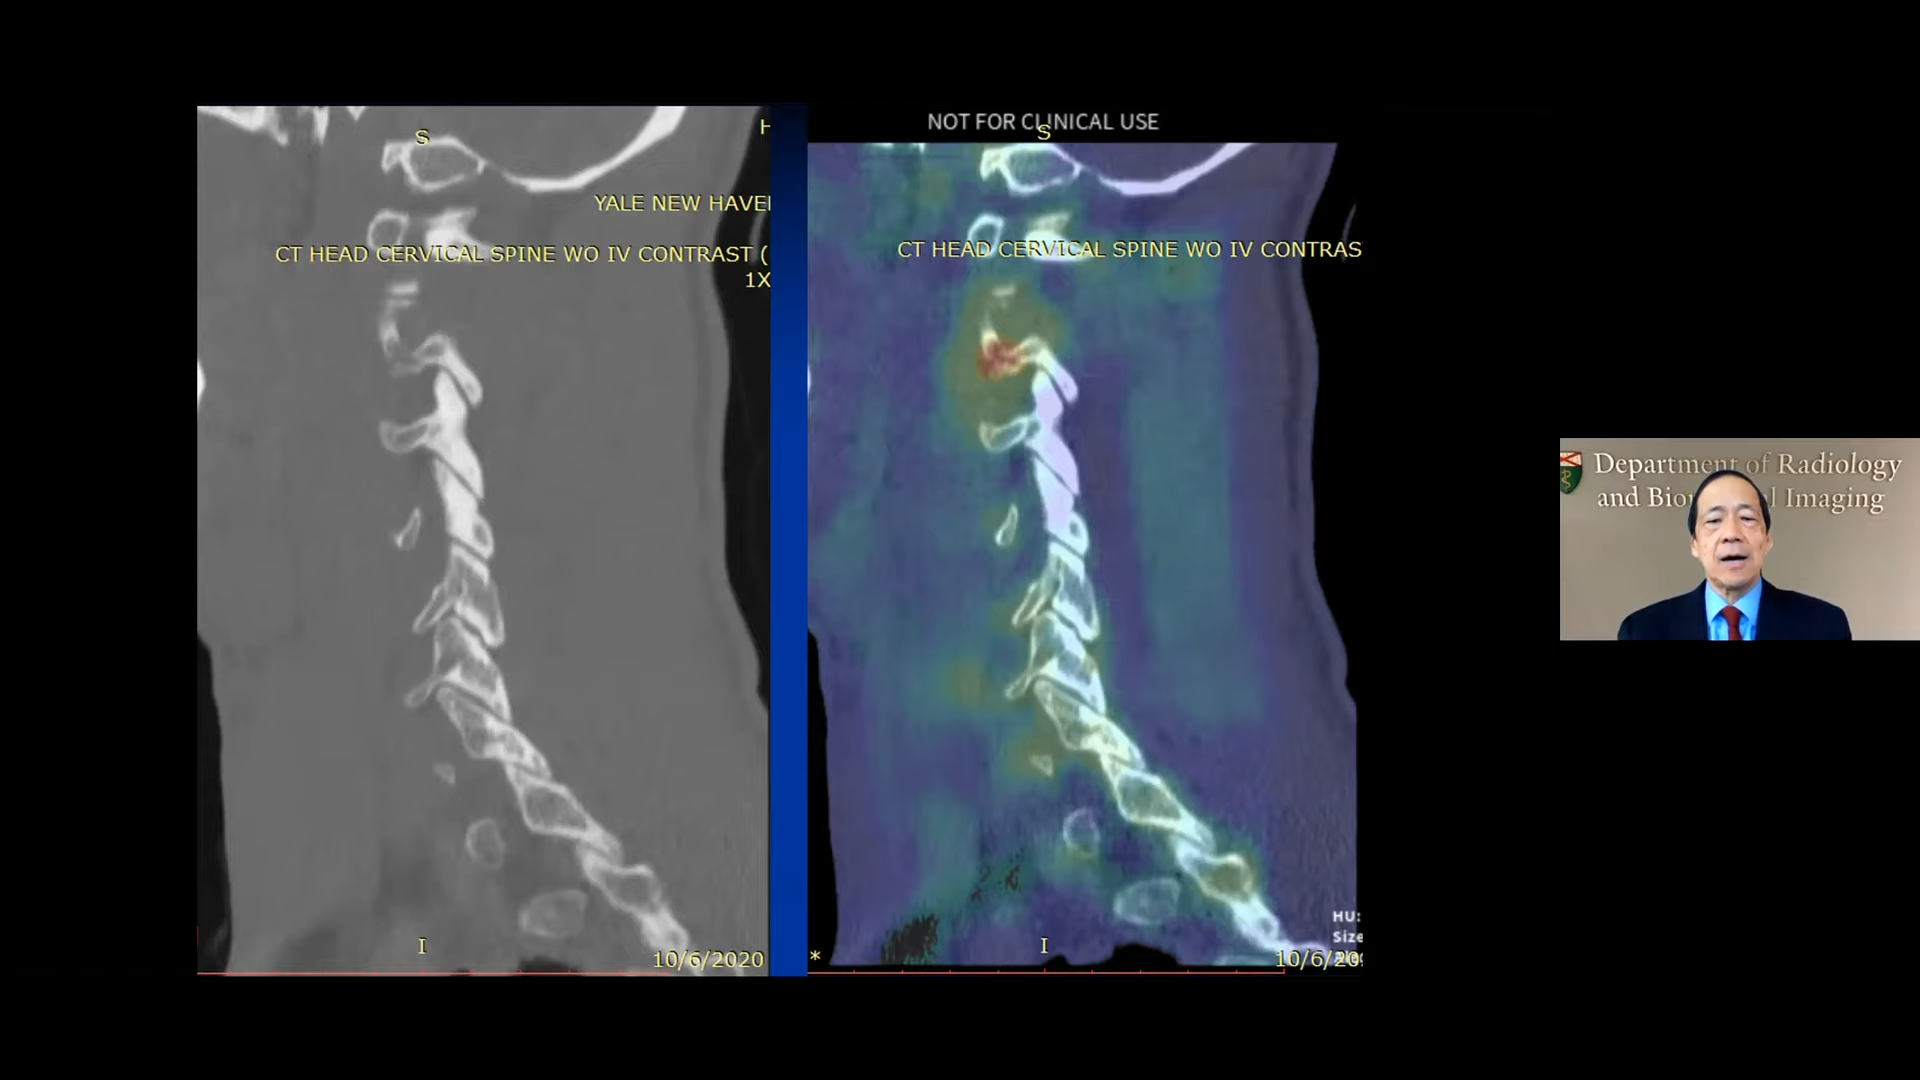 S
H
YALE NEW HAVE
CT HEAD CERVICAL SPINE WO IV CONTRAST (
1X
I
10/6/2020
NOT FOR CLINICAL USE
S
CT HEAD CERVICAL SPINE WO IV CONTRAS
HU:
Size
I
*
10/6/20
Department of Radiology
and Bio l Imaging